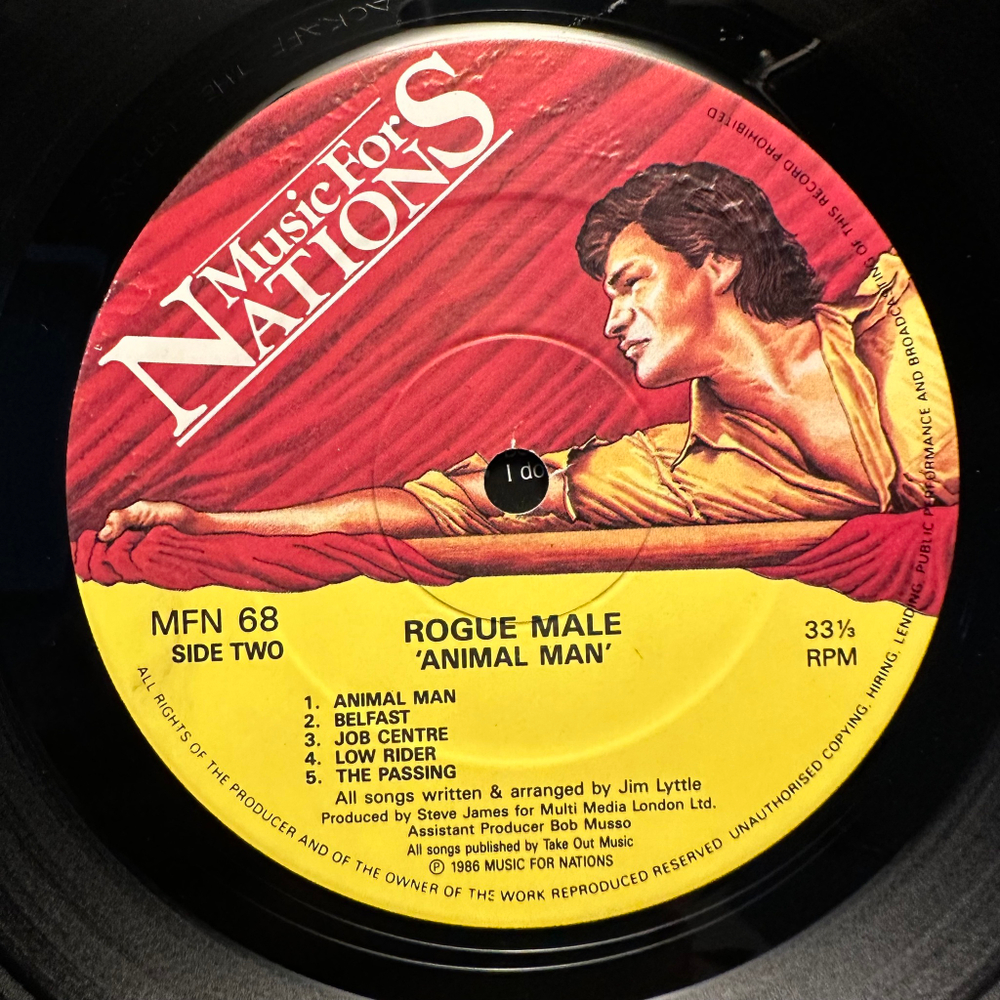 Music For
NATIONS
MFN 68
SIDE TWO
ROGUE MALE
'ANIMAL MAN'
33⅓
RPM
1. ANIMAL MAN
2. BELFAST
3. JOB CENTRE
4. LOW RIDER
5. THE PASSING
All songs written & arranged by Jim Lyttle
Produced by Steve James for Multi Media London Ltd.
Assistant Producer Bob Musso
All songs published by Take Out Music
Ⓟ 1986 MUSIC FOR NATIONS
ALL RIGHTS OF THE PRODUCER AND OF THE OWNER OF THE WORK REPRODUCED RESERVED UNAUTHORISED COPYING, HIRING, LENDING, PUBLIC PERFORMANCE AND BROADCASTING OF THIS RECORD PROHIBITED
I do